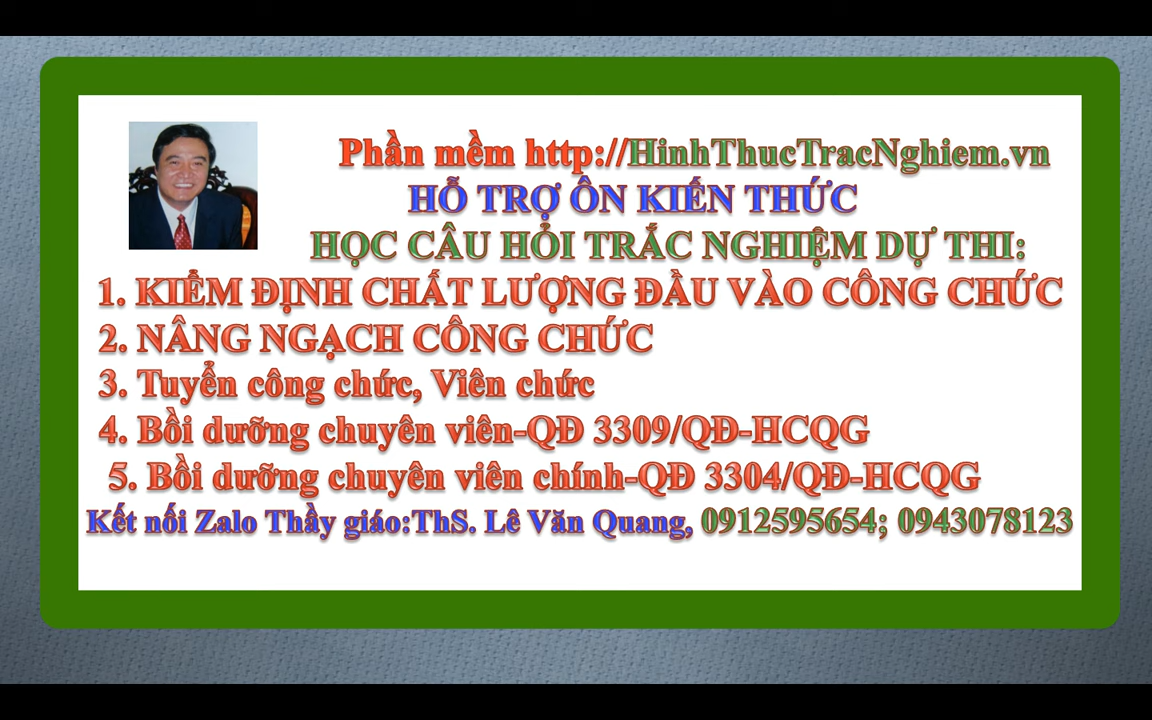 Phần mềm http://HinhThucTracNghiem.vn
HỖ TRỢ ÔN KIẾN THỨC
HỌC CÂU HỎI TRẮC NGHIỆM DỰ THI:
1. KIỂM ĐỊNH CHẤT LƯỢNG ĐẦU VÀO CÔNG CHỨC
2. NÂNG NGẠCH CÔNG CHỨC
3. Tuyển công chức, Viên chức
4. Bồi dưỡng chuyên viên-QĐ 3309/QĐ-HCQG
5. Bồi dưỡng chuyên viên chính-QĐ 3304/QĐ-HCQG
Kết nối Zalo Thầy giáo:ThS. Lê Văn Quang, 0912595654; 0943078123